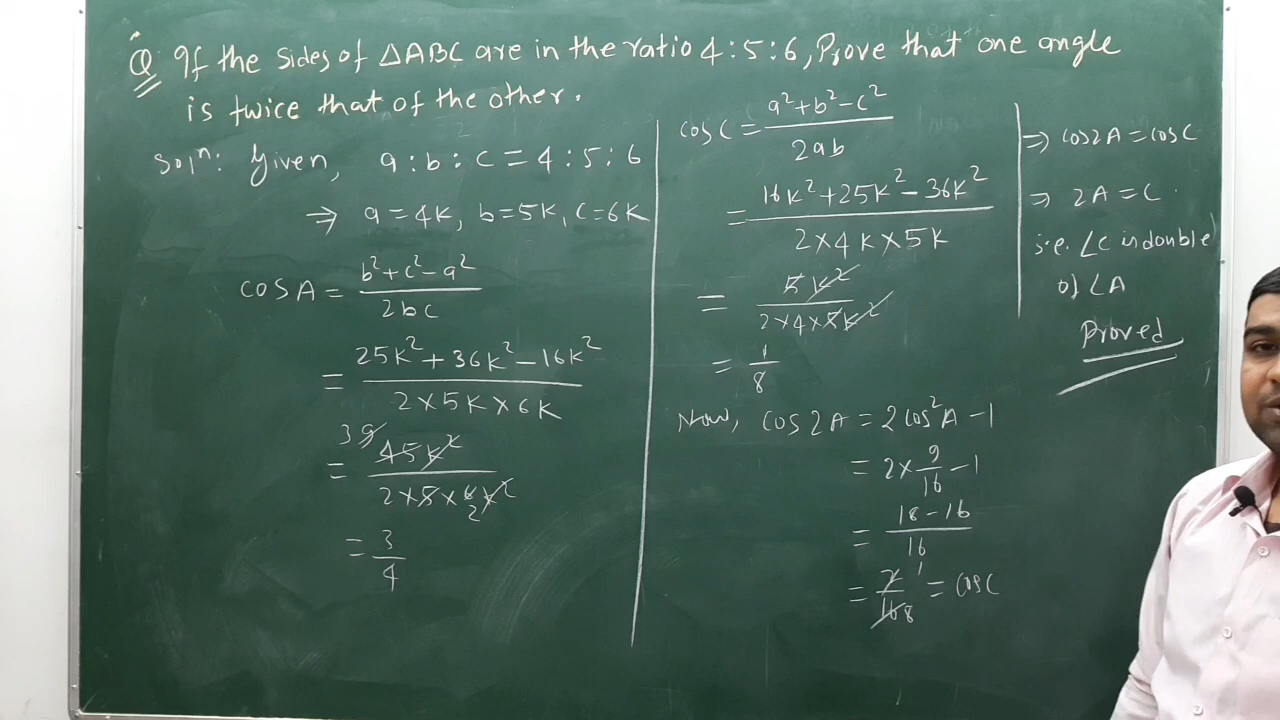 Q If the sides of △ABC are in the ratio 4:5:6, Prove that one angle
is twice that of the other.
Solⁿ: Given, a : b : c = 4 : 5 : 6
⇒ a = 4K, b = 5K, c = 6K
COS A = (b² + c² - a²) / 2bc
= (25K² + 36K² - 16K²) / (2×5K×6K)
= 45K² / (2×5×6K²) 9 3 2
= 3/4
COS C = (a² + b² - c²) / 2ab
= (16K² + 25K² - 36K²) / (2×4K×5K)
= 5K² / (2×4×5K²)
= 1/8
Now, COS 2A = 2cos²A - 1
= 2× 9/16 - 1
= (18 - 16) / 16
= 2/16 1 8 = cos C
⇒ cos2A = cos C
⇒ 2A = C
i.e. ∠C is double
of ∠A
Proved